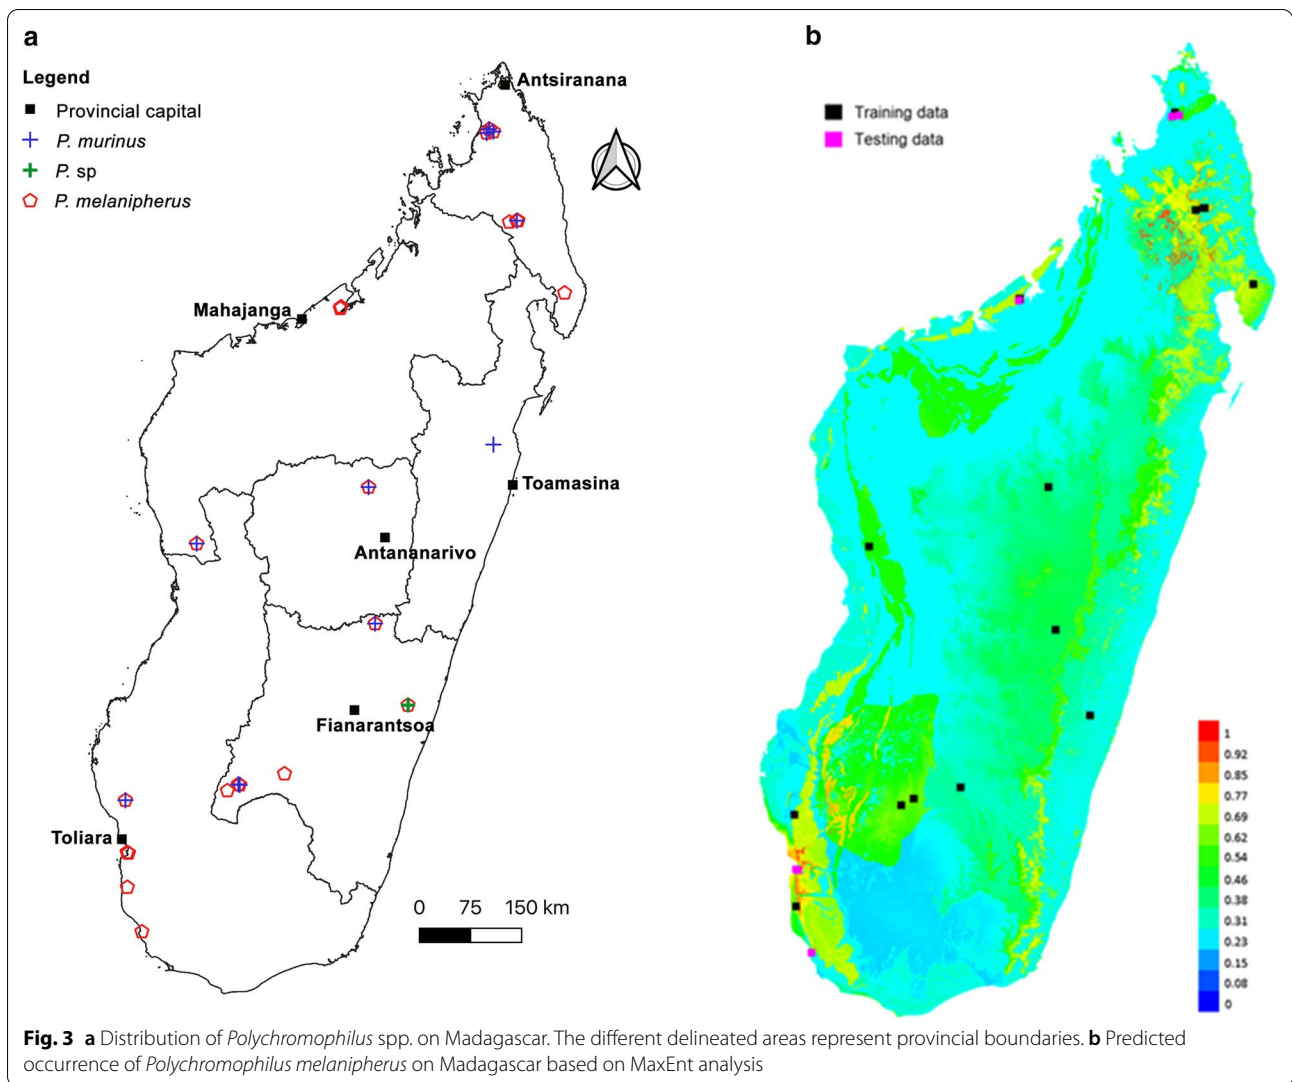 a
Legend
Provincial capital
P. murinus
P. sp
P. melanipherus
Antsiranana
Mahajanga
Toamasina
Antananarivo
Fianarantsoa
Toliara
0 75 150 km
b
Training data
Testing data
1
0.92
0.85
0.77
0.69
0.62
0.54
0.46
0.38
0.31
0.23
0.15
0.08
0
Fig. 3 a Distribution of Polychromophilus spp. on Madagascar. The different delineated areas represent provincial boundaries. b Predicted
occurrence of Polychromophilus melanipherus on Madagascar based on MaxEnt analysis